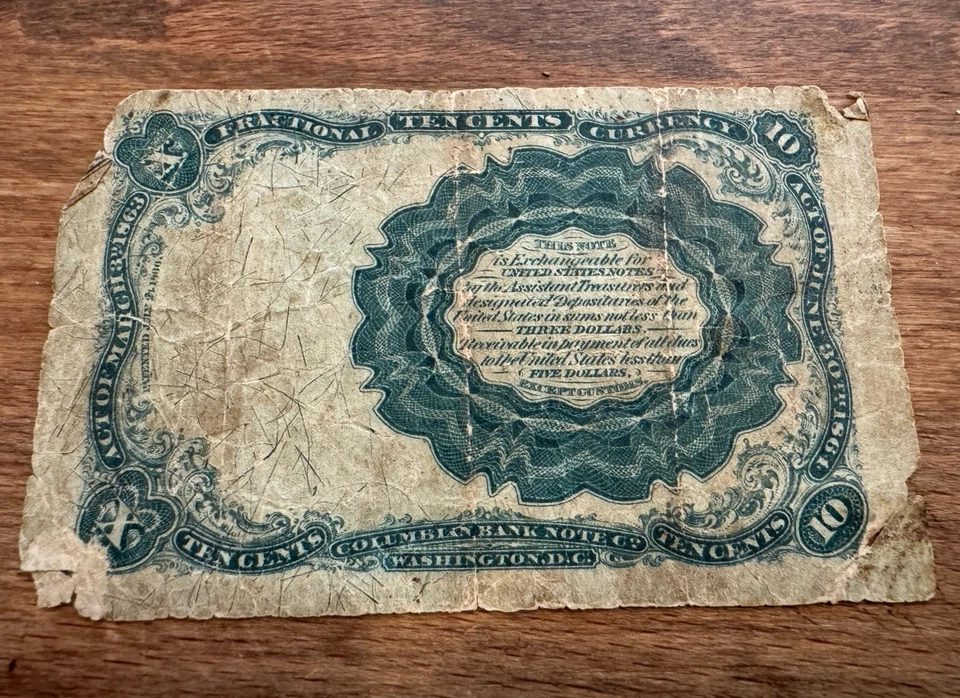 FRACTIONAL TEN CENTS CURRENCY
X
10
ACT OF MARCH 3RD 1863
ACT OF JUNE 30TH 1864
THIS NOTE
is Exchangeable for
UNITED STATES NOTES
by the Assistant Treasurers and
designated Depositaries of the
United States in sums not less than
THREE DOLLARS.
Receivable in payment of all dues
to the United States less than
FIVE DOLLARS.
EXCEPT CUSTOMS.
X
TEN CENTS
COLUMBIAN BANK NOTE CO.
WASHINGTON.D.C.
TEN CENTS
10